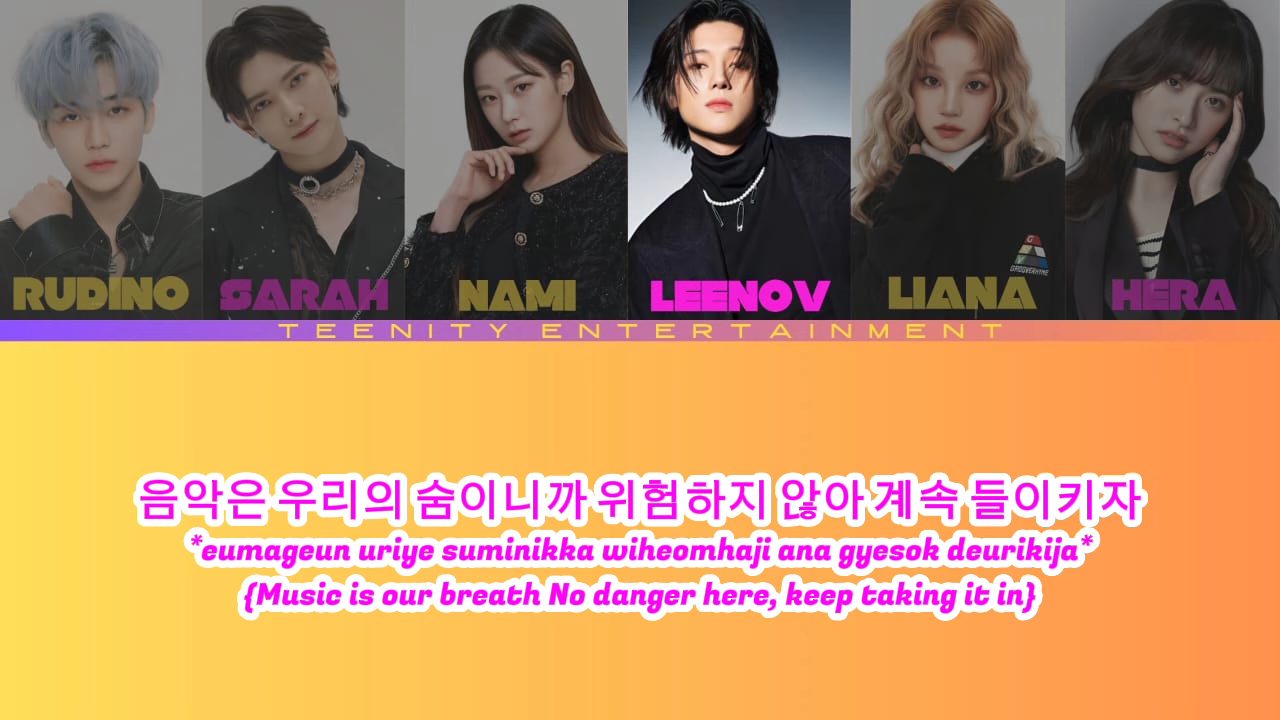 RUDINO SARAH NAMI LEENOV LIANA HERA
G
V
GROOVERHYME
TEENITY ENTERTAINMENT
음악은 우리의 숨이니까 위험하지 않아 계속 들이키자
*eumageun uriye suminikka wiheomhaji ana gyesok deurikija*
{Music is our breath No danger here, keep taking it in}